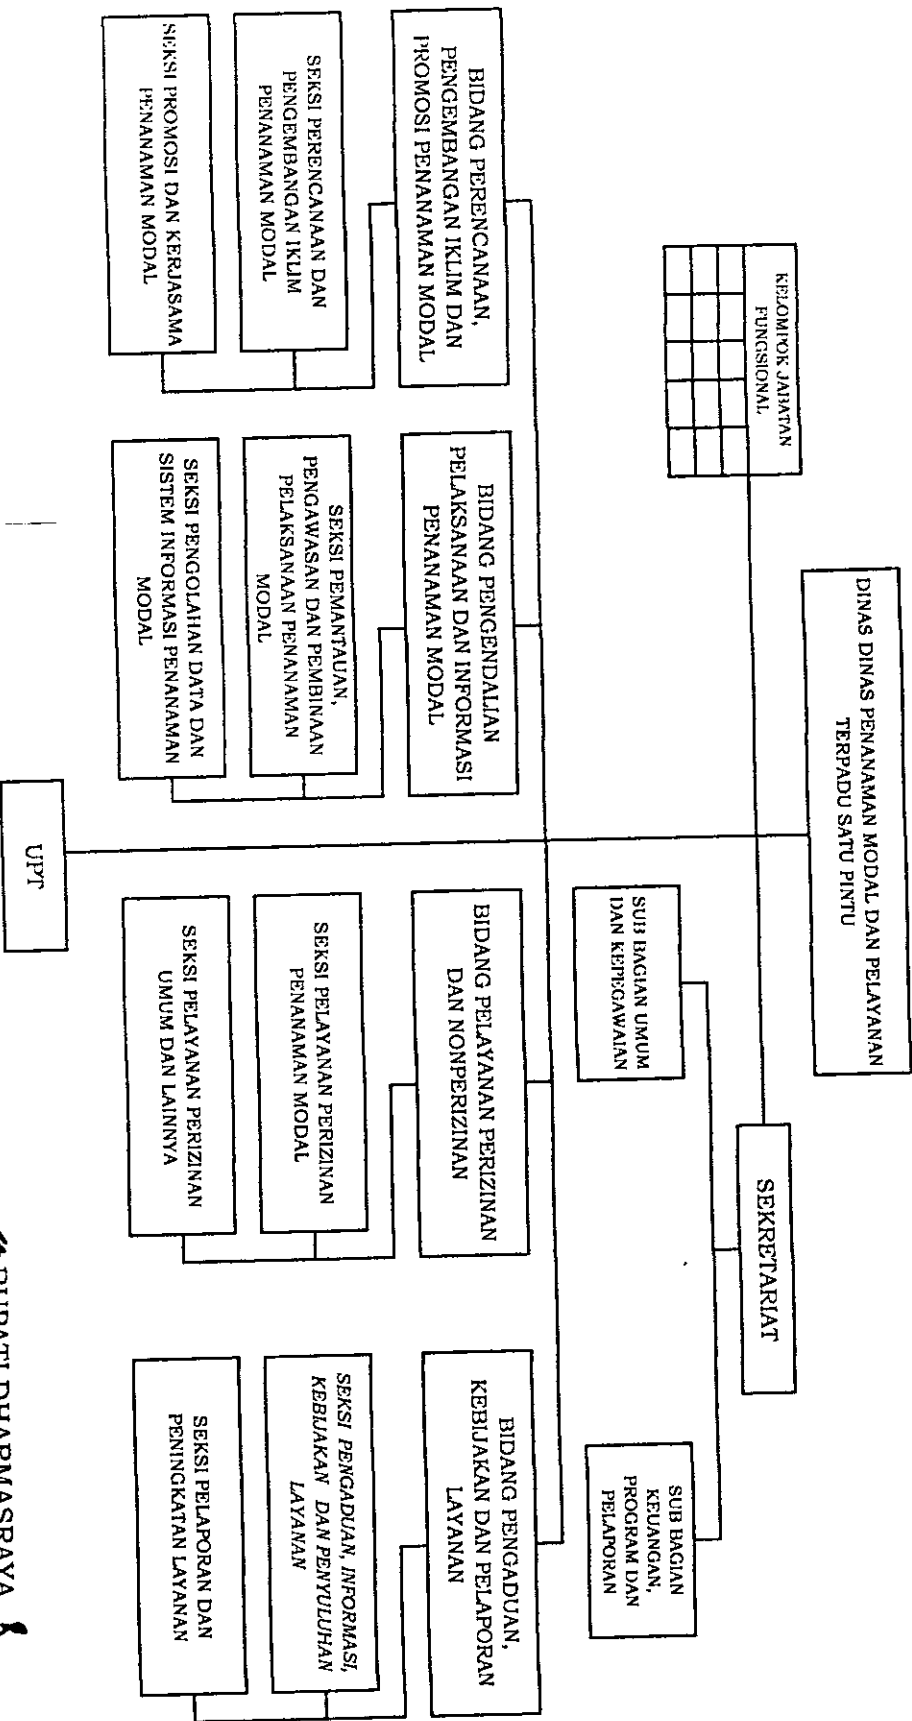 DINAS DINAS PENANAMAN MODAL DAN PELAYANAN
TERPADU SATU PINTU
KELOMPOK JABATAN
FUNGSIONAL
SEKRETARIAT
SUB BAGIAN UMUM
DAN KEPEGAWAIAN
SUB BAGIAN
KEUANGAN,
PROGRAM DAN
PELAPORAN
BIDANG PERENCANAAN,
PENGEMBANGAN IKLIM DAN
PROMOSI PENANAMAN MODAL
BIDANG PENGENDALIAN
PELAKSANAAN DAN INFORMASI
PENANAMAN MODAL
BIDANG PELAYANAN PERIZINAN
DAN NONPERIZINAN
BIDANG PENGADUAN,
KEBIJAKAN DAN PELAPORAN
LAYANAN
SEKSI PERENCANAAN DAN
PENGEMBANGAN IKLIM
PENANAMAN MODAL
SEKSI PEMANTAUAN,
PENGAWASAN DAN PEMBINAAN
PELAKSANAAN PENANAMAN
MODAL
SEKSI PELAYANAN PERIZINAN
PENANAMAN MODAL
SEKSI PENGADUAN, INFORMASI,
KEBIJAKAN DAN PENYULUHAN
LAYANAN
SEKSI PROMOSI DAN KERJASAMA
PENANAMAN MODAL
SEKSI PENGOLAHAN DATA DAN
SISTEM INFORMASI PENANAMAN
MODAL
SEKSI PELAYANAN PERIZINAN
UMUM DAN LAINNYA
SEKSI PELAPORAN DAN
PENINGKATAN LAYANAN
UPT
BUPATI DHARMASRAYA